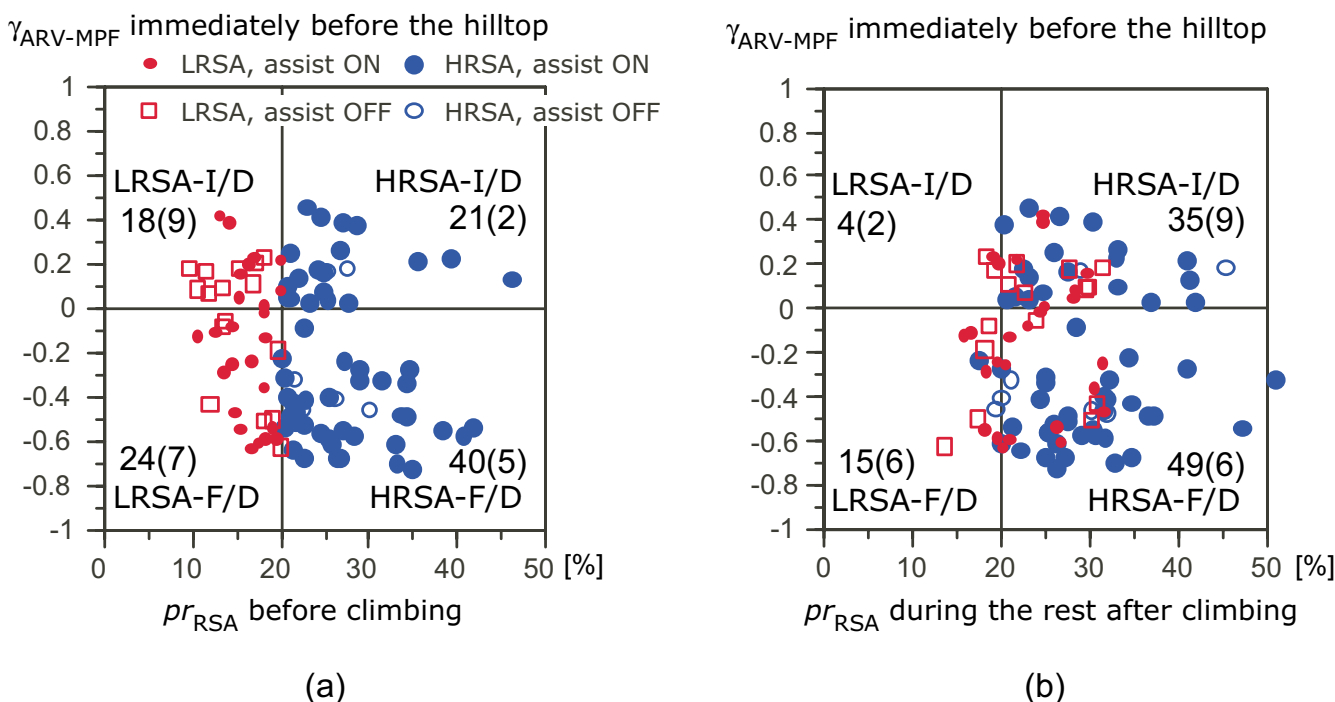 γARV-MPF immediately before the hilltop
LRSA, assist ON HRSA, assist ON
LRSA, assist OFF HRSA, assist OFF
1
0.8
0.6
0.4
0.2
0
-0.2
-0.4
-0.6
-0.8
-1
LRSA-I/D HRSA-I/D
18(9) 21(2)
24(7) 40(5)
LRSA-F/D HRSA-F/D
0 10 20 30 40 50 [%]
prRSA before climbing
(a)
γARV-MPF immediately before the hilltop
1
0.8
0.6
0.4
0.2
0
-0.2
-0.4
-0.6
-0.8
-1
LRSA-I/D HRSA-I/D
4(2) 35(9)
15(6) 49(6)
LRSA-F/D HRSA-F/D
0 10 20 30 40 50 [%]
prRSA during the rest after climbing
(b)